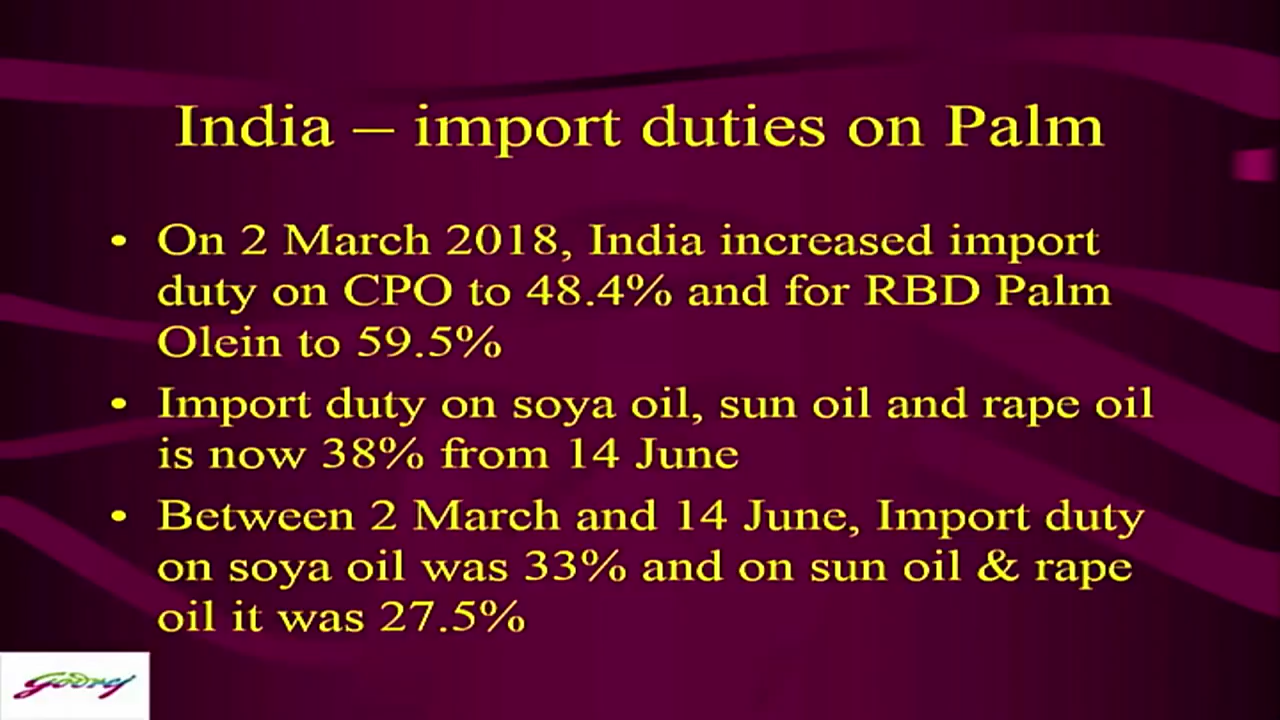 India – import duties on Palm
• On 2 March 2018, India increased import
duty on CPO to 48.4% and for RBD Palm
Olein to 59.5%
• Import duty on soya oil, sun oil and rape oil
is now 38% from 14 June
• Between 2 March and 14 June, Import duty
on soya oil was 33% and on sun oil & rape
oil it was 27.5%
Godrej